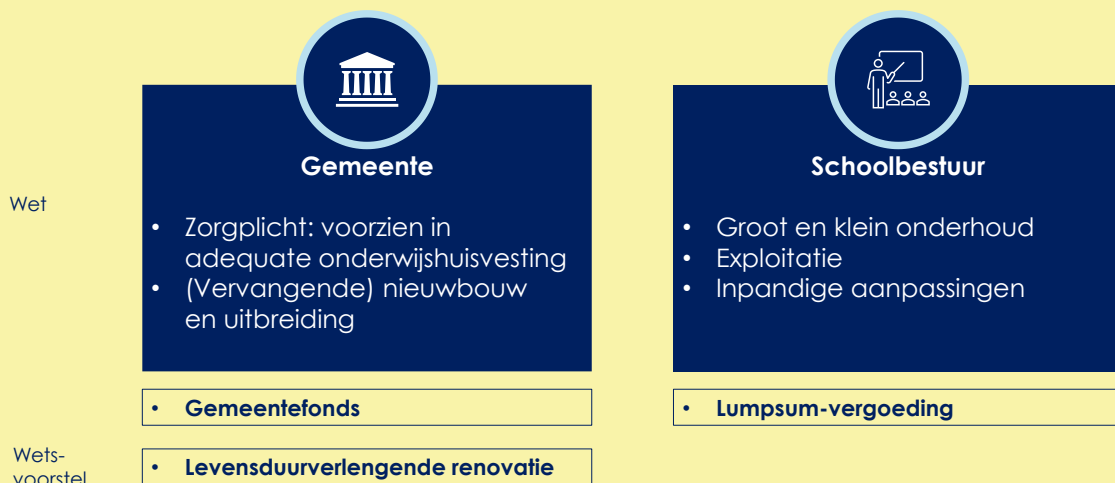 Gemeente
Wet
• Zorgplicht: voorzien in
adequate onderwijshuisvesting
• (Vervangende) nieuwbouw
en uitbreiding
• Gemeentefonds
Schoolbestuur
• Groot en klein onderhoud
• Exploitatie
• Inpandige aanpassingen
• Lumpsum-vergoeding
Wets-
voorstel
• Levensduurverlengende renovatie